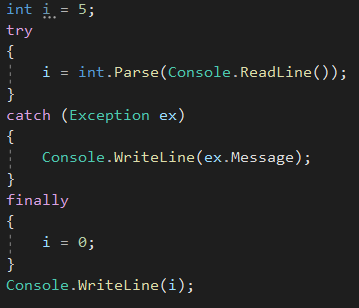 int i = 5;
try
{
    i = int.Parse(Console.ReadLine());
}
catch (Exception ex)
{
    Console.WriteLine(ex.Message);
}
finally
{
    i = 0;
}
Console.WriteLine(i);